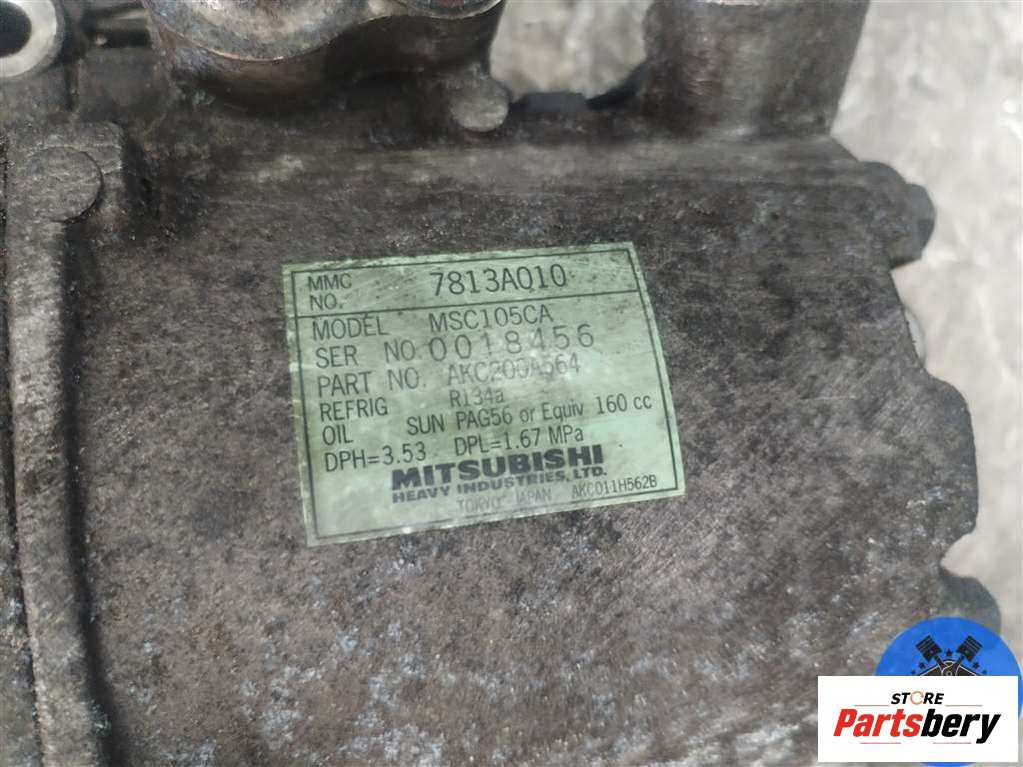 MMC NO. 7813A010
MODEL MSC105CA
SER NO. 0018456
PART NO. AKC200A564
REFRIG R134a
OIL SUN PAG56 or Equiv 160 cc
DPH=3.53 DPL=1.67 MPa
MITSUBISHI
HEAVY INDUSTRIES, LTD.
TOKYO JAPAN AKC011H562B
STORE
Partsbery